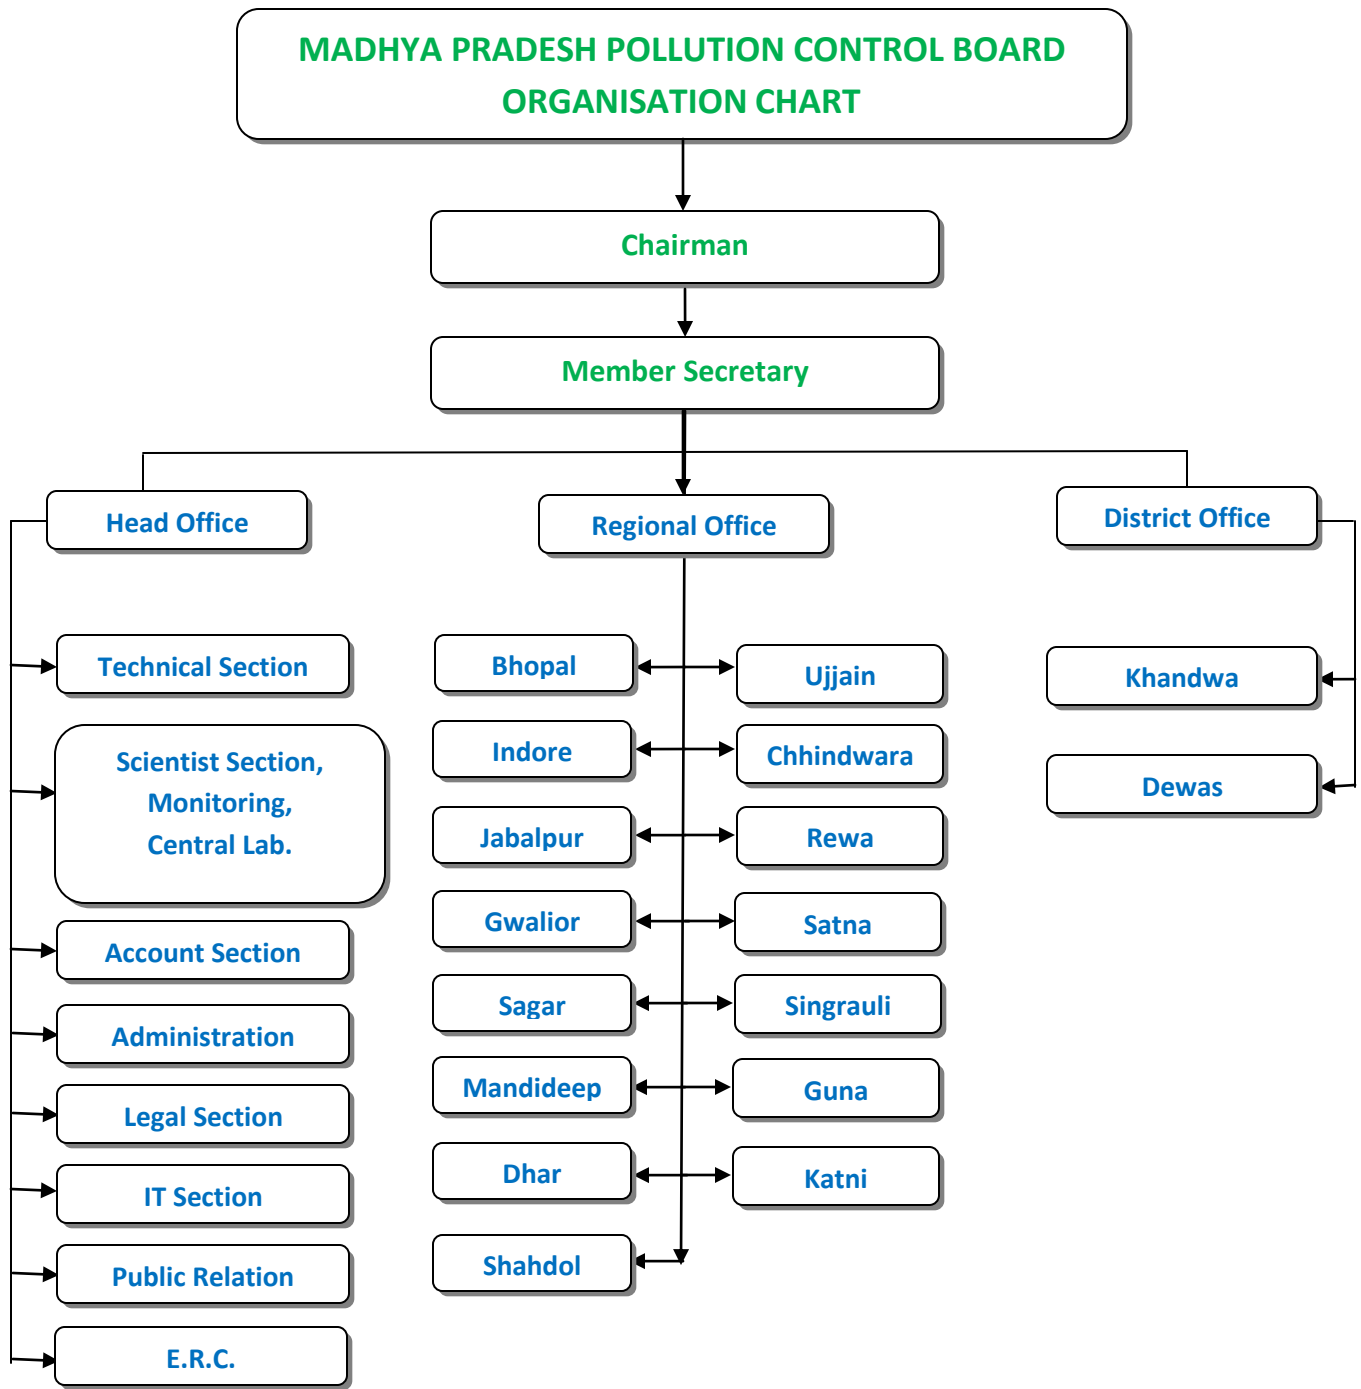 MADHYA PRADESH POLLUTION CONTROL BOARD
ORGANISATION CHART
Chairman
Member Secretary
Head Office
Regional Office
District Office
Technical Section
Scientist Section,
Monitoring,
Central Lab.
Account Section
Administration
Legal Section
IT Section
Public Relation
E.R.C.
Bhopal
Indore
Jabalpur
Gwalior
Sagar
Mandideep
Dhar
Shahdol
Ujjain
Chhindwara
Rewa
Satna
Singrauli
Guna
Katni
Khandwa
Dewas